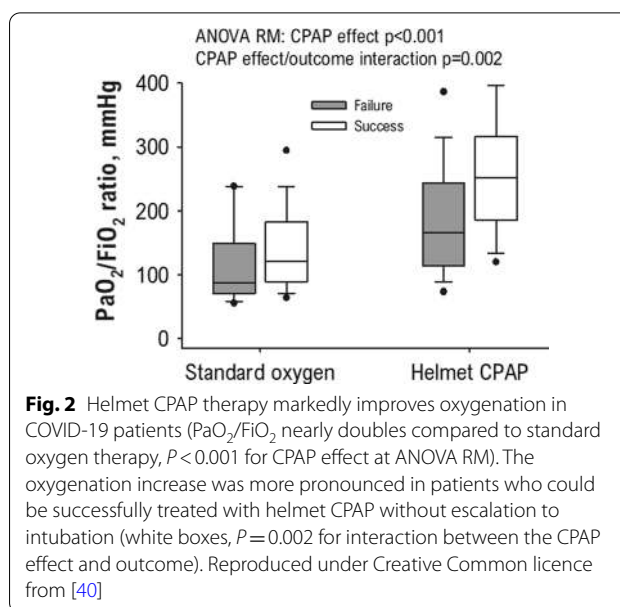 ANOVA RM: CPAP effect p<0.001
CPAP effect/outcome interaction p=0.002
PaO₂/FiO₂ ratio, mmHg
400
300
200
100
0
Failure
Success
Standard oxygen
Helmet CPAP
Fig. 2 Helmet CPAP therapy markedly improves oxygenation in
COVID-19 patients (PaO₂/FiO₂ nearly doubles compared to standard
oxygen therapy, P < 0.001 for CPAP effect at ANOVA RM). The
oxygenation increase was more pronounced in patients who could
be successfully treated with helmet CPAP without escalation to
intubation (white boxes, P = 0.002 for interaction between the CPAP
effect and outcome). Reproduced under Creative Common licence
from [40]